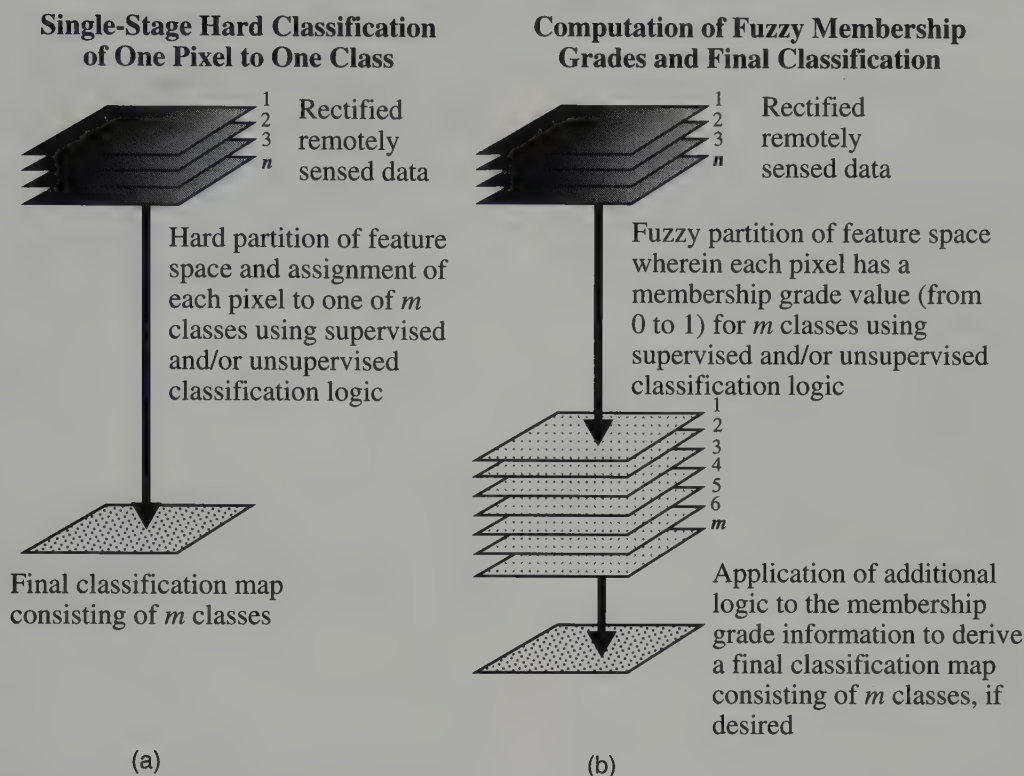 Single-Stage Hard Classification
of One Pixel to One Class
1
2
3
n
Rectified
remotely
sensed data
Hard partition of feature
space and assignment of
each pixel to one of m
classes using supervised
and/or unsupervised
classification logic
Final classification map
consisting of m classes
(a)
Computation of Fuzzy Membership
Grades and Final Classification
1
2
3
n
Rectified
remotely
sensed data
Fuzzy partition of feature space
wherein each pixel has a
membership grade value (from
0 to 1) for m classes using
supervised and/or unsupervised
classification logic
1
2
3
4
5
6
m
Application of additional
logic to the membership
grade information to derive
a final classification map
consisting of m classes, if
desired
(b)